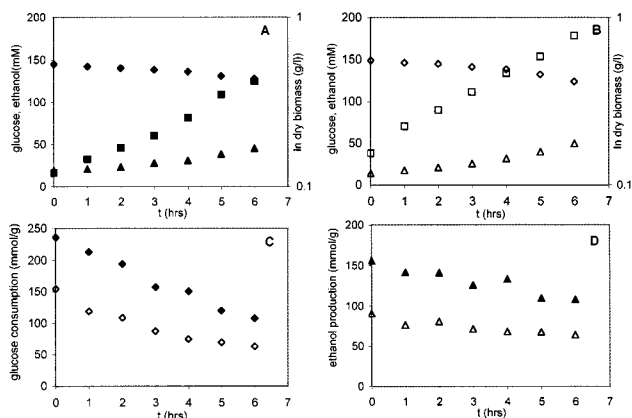 A
glucose, ethanol(mM)
200
150
100
50
0
1
0.1
ln dry biomass (g/l)
0 1 2 3 4 5 6 7
t (hrs)
B
glucose, ethanol (mM)
200
150
100
50
0
1
0.1
ln dry biomass (g/l)
0 1 2 3 4 5 6 7
t (hrs)
C
glucose consumption (mmol/g)
250
200
150
100
50
0
0 1 2 3 4 5 6 7
t (hrs)
D
ethanol production (mmol/g)
200
150
100
50
0
0 1 2 3 4 5 6 7
t (hrs)